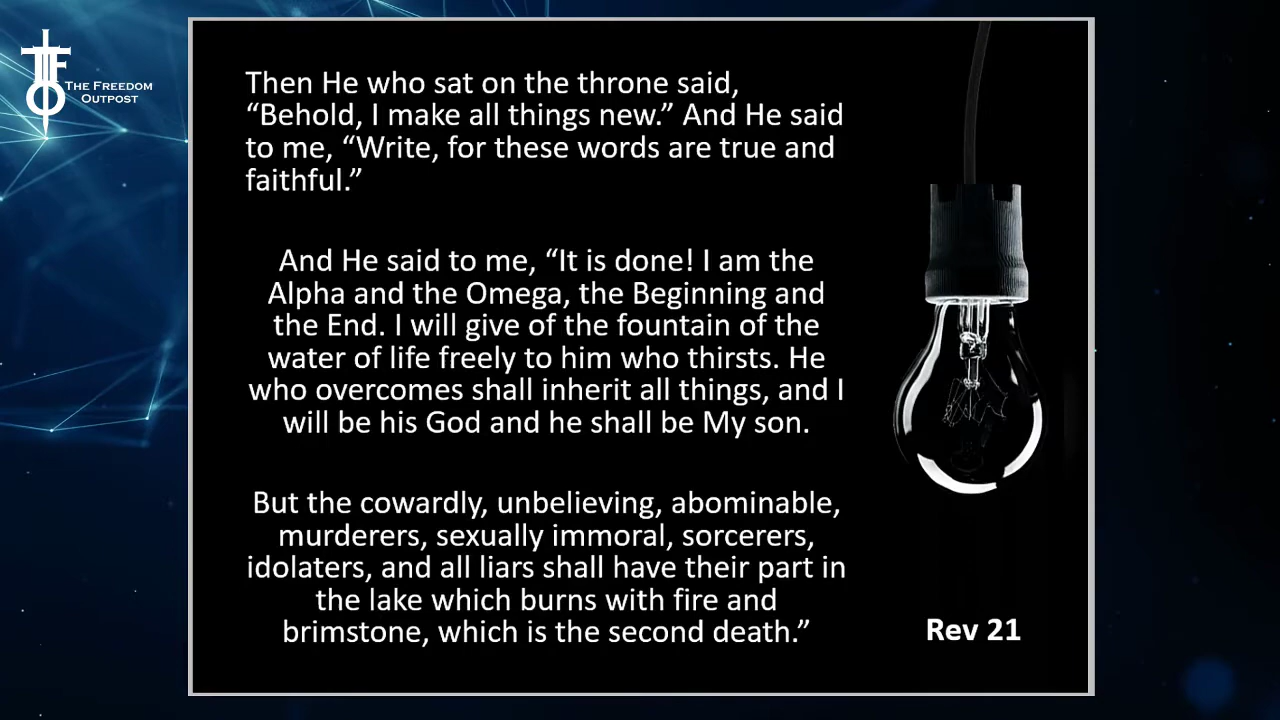 THE FREEDOM
OUTPOST
Then He who sat on the throne said,
“Behold, I make all things new.” And He said
to me, “Write, for these words are true and
faithful.”
And He said to me, “It is done! I am the
Alpha and the Omega, the Beginning and
the End. I will give of the fountain of the
water of life freely to him who thirsts. He
who overcomes shall inherit all things, and I
will be his God and he shall be My son.
But the cowardly, unbelieving, abominable,
murderers, sexually immoral, sorcerers,
idolaters, and all liars shall have their part in
the lake which burns with fire and
brimstone, which is the second death.”
Rev 21